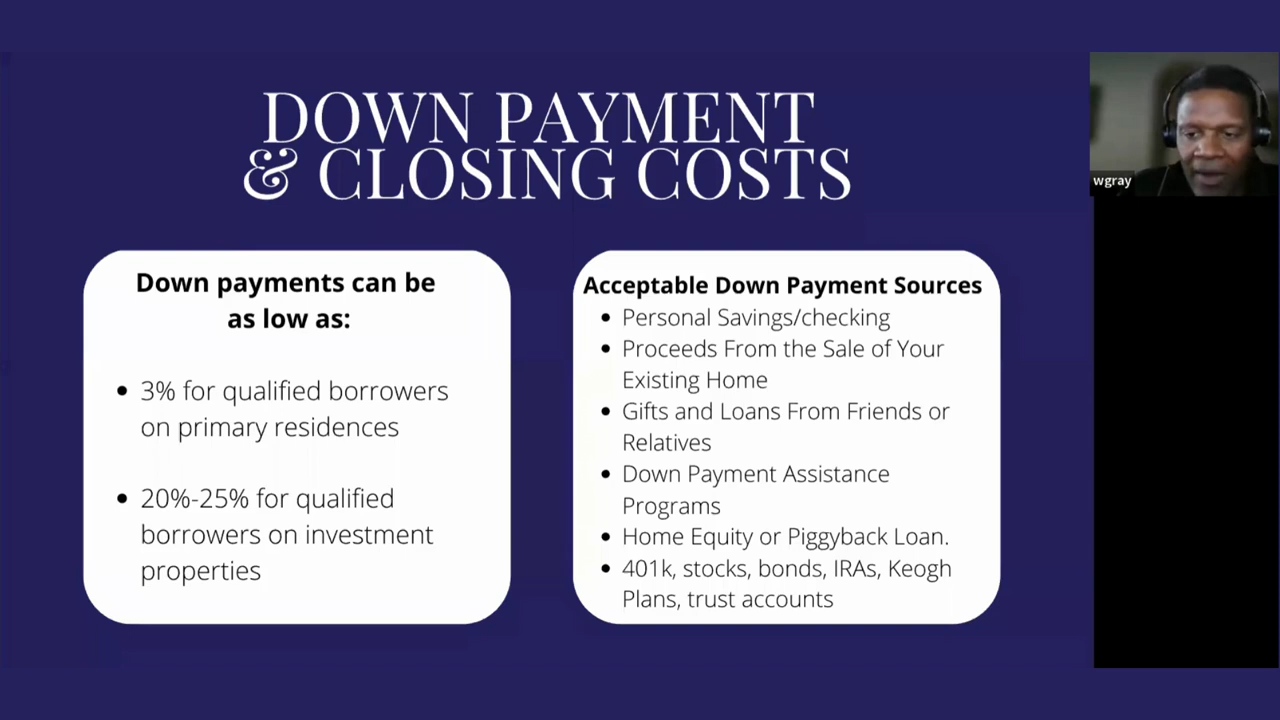 DOWN PAYMENT
& CLOSING COSTS
wgray
Down payments can be
as low as:
• 3% for qualified borrowers
on primary residences
• 20%-25% for qualified
borrowers on investment
properties
Acceptable Down Payment Sources
• Personal Savings/checking
• Proceeds From the Sale of Your
Existing Home
• Gifts and Loans From Friends or
Relatives
• Down Payment Assistance
Programs
• Home Equity or Piggyback Loan.
• 401k, stocks, bonds, IRAs, Keogh
Plans, trust accounts